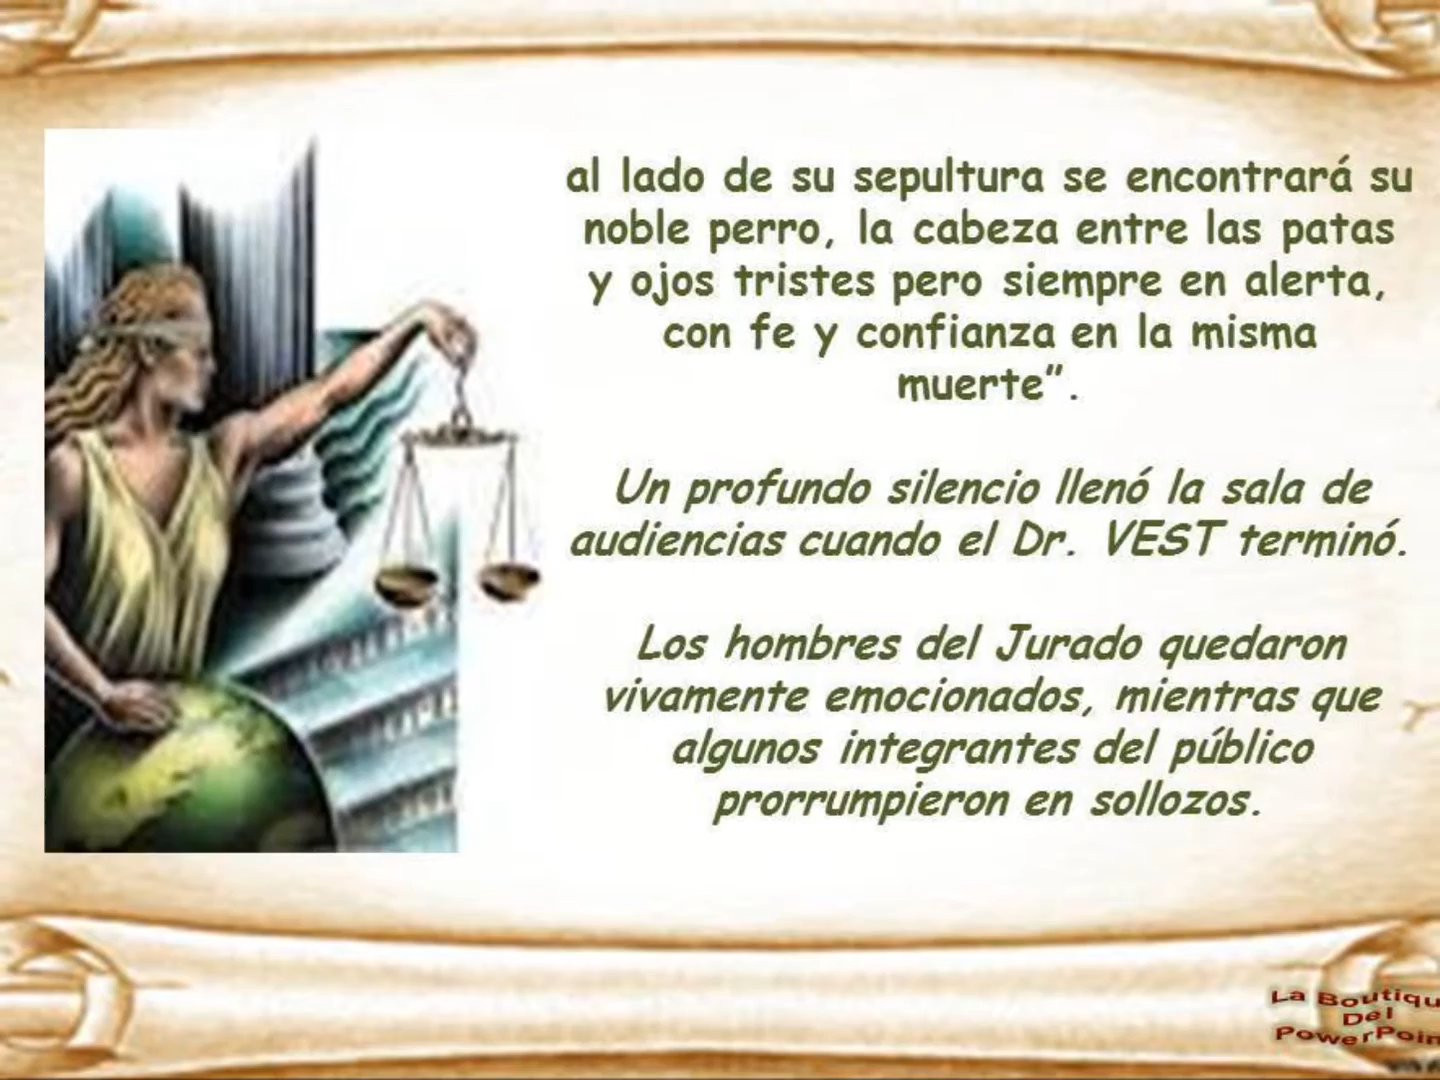 al lado de su sepultura se encontrará su
noble perro, la cabeza entre las patas
y ojos tristes pero siempre en alerta,
con fe y confianza en la misma
muerte”.
Un profundo silencio llenó la sala de
audiencias cuando el Dr. VEST terminó.
Los hombres del Jurado quedaron
vivamente emocionados, mientras que
algunos integrantes del público
prorrumpieron en sollozos.
La Boutiqu
Del
PowerPoin